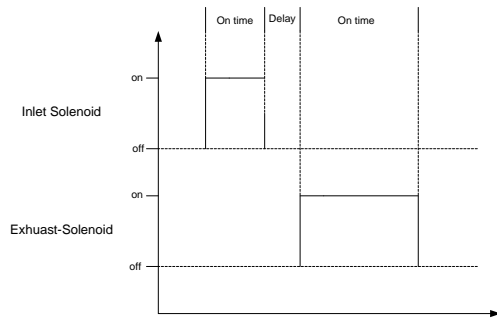 On time Delay On time
on
Inlet Solenoid
off
on
Exhuast-Solenoid
off